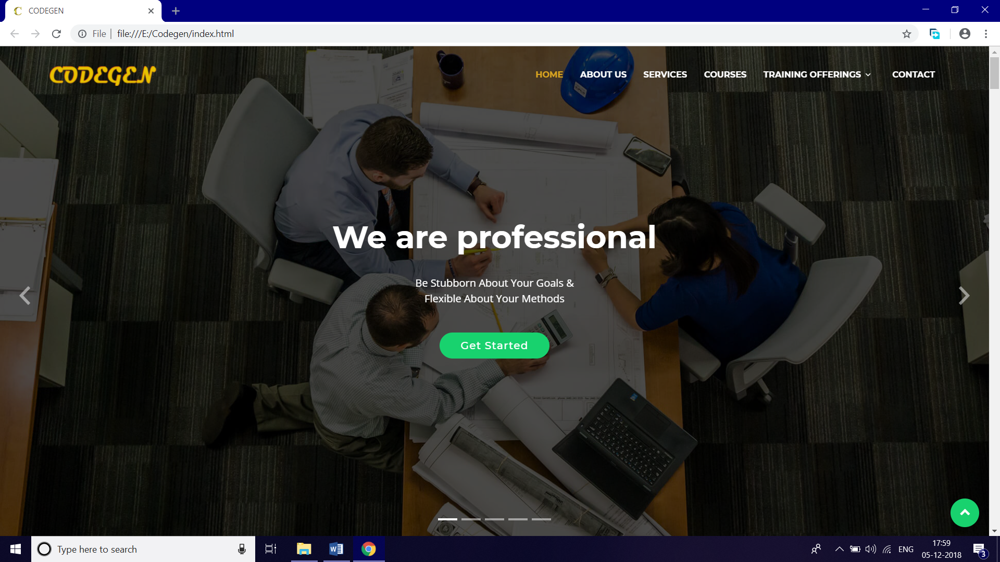 CODEGEN
File
file:///E:/Codegen/index.html
CODEGEN
HOME
ABOUT US
SERVICES
COURSES
TRAINING OFFERINGS
CONTACT
We are professional
Be Stubborn About Your Goals &
Flexible About Your Methods
Get Started
Type here to search
ENG
17:59
05-12-2018
3